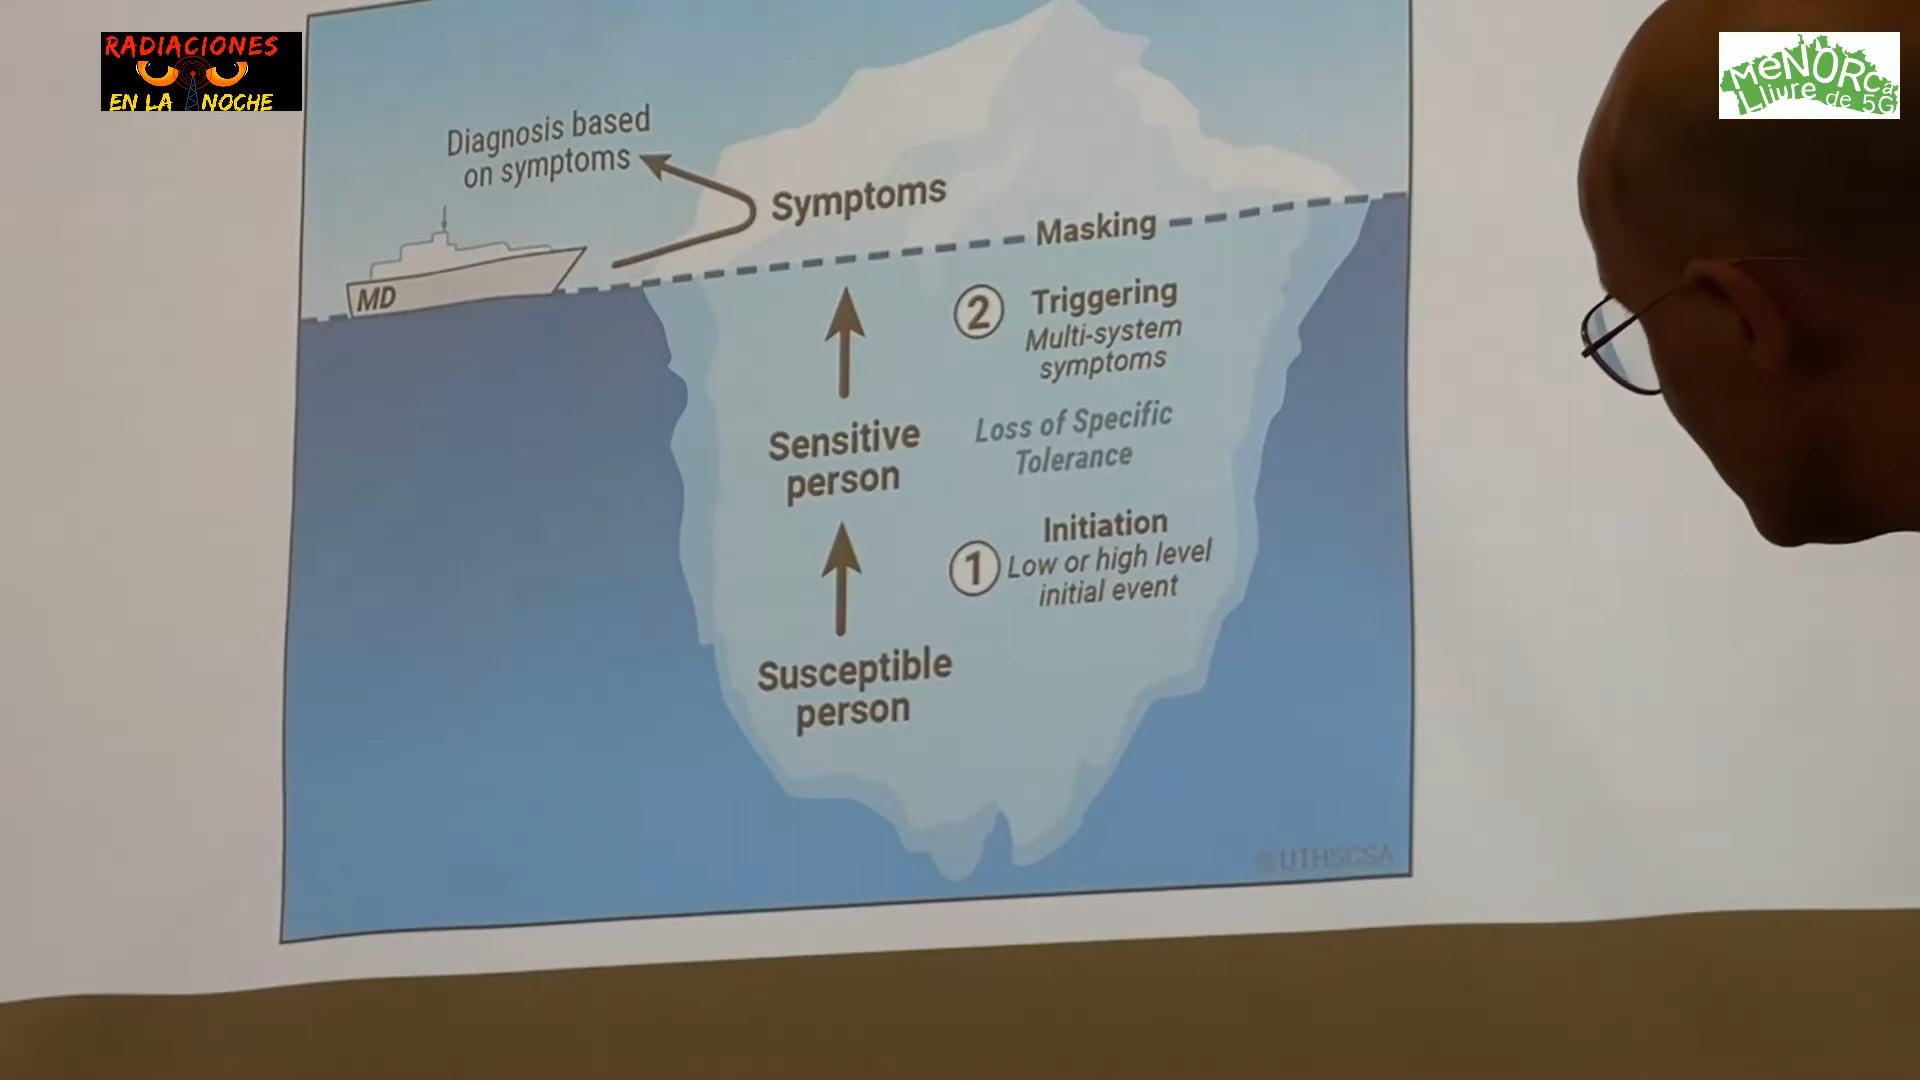 RADIACIONES
EN LA NOCHE
MeNORCa
Lliure de 5G
Diagnosis based
on symptoms
Symptoms
Masking
MD
2 Triggering
Multi-system
symptoms
Sensitive
person
Loss of Specific
Tolerance
1 Initiation
Low or high level
initial event
Susceptible
person
UTHSCSA